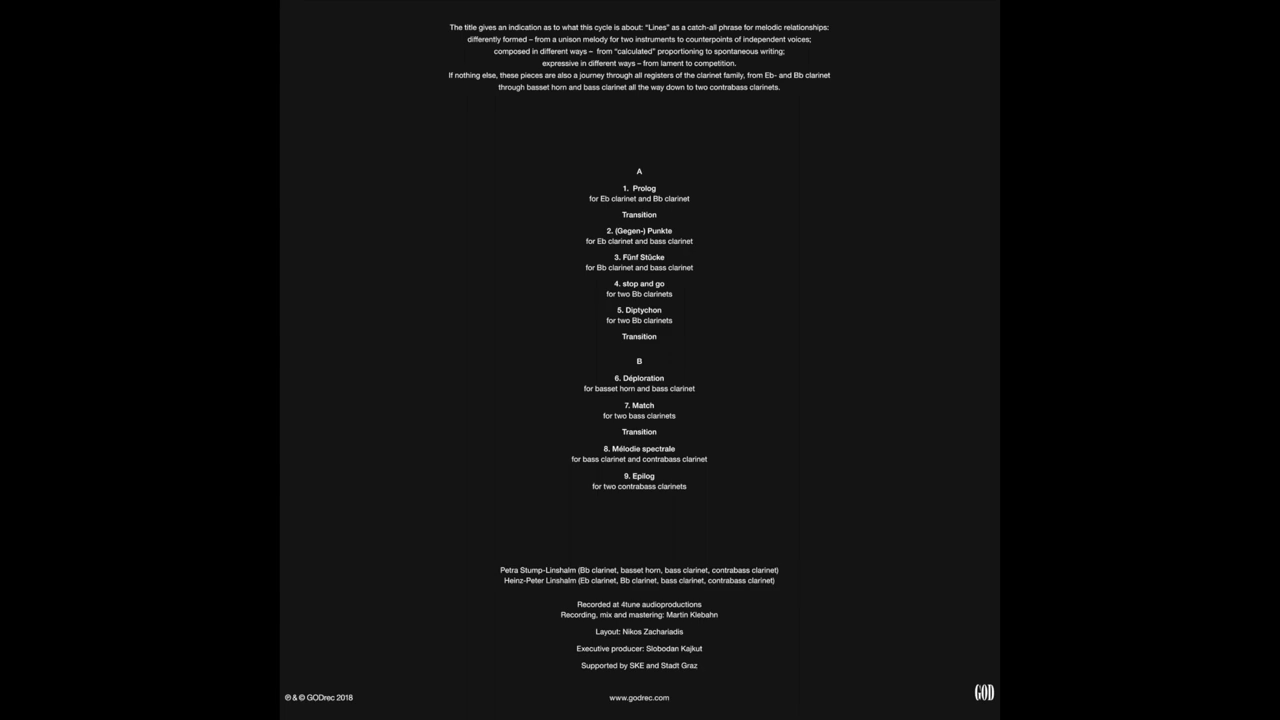 The title gives an indication as to what this cycle is about: “Lines” as a catch-all phrase for melodic relationships:
differently formed – from a unison melody for two instruments to counterpoints of independent voices;
composed in different ways – from “calculated” proportioning to spontaneous writing;
expressive in different ways – from lament to competition.
If nothing else, these pieces are also a journey through all registers of the clarinet family, from Eb- and Bb clarinet
through basset horn and bass clarinet all the way down to two contrabass clarinets.
A
1. Prolog
for Eb clarinet and Bb clarinet
Transition
2. (Gegen-) Punkte
for Eb clarinet and bass clarinet
3. Fünf Stücke
for Bb clarinet and bass clarinet
4. stop and go
for two Bb clarinets
5. Diptychon
for two Bb clarinets
Transition
B
6. Déploration
for basset horn and bass clarinet
7. Match
for two bass clarinets
Transition
8. Mélodie spectrale
for bass clarinet and contrabass clarinet
9. Epilog
for two contrabass clarinets
Petra Stump-Linshalm (Bb clarinet, basset horn, bass clarinet, contrabass clarinet)
Heinz-Peter Linshalm (Eb clarinet, Bb clarinet, bass clarinet, contrabass clarinet)
Recorded at 4tune audioproductions
Recording, mix and mastering: Martin Klebahn
Layout: Nikos Zachariadis
Executive producer: Slobodan Kajkut
Supported by SKE and Stadt Graz
℗ & © GODrec 2018
www.godrec.com
GOD